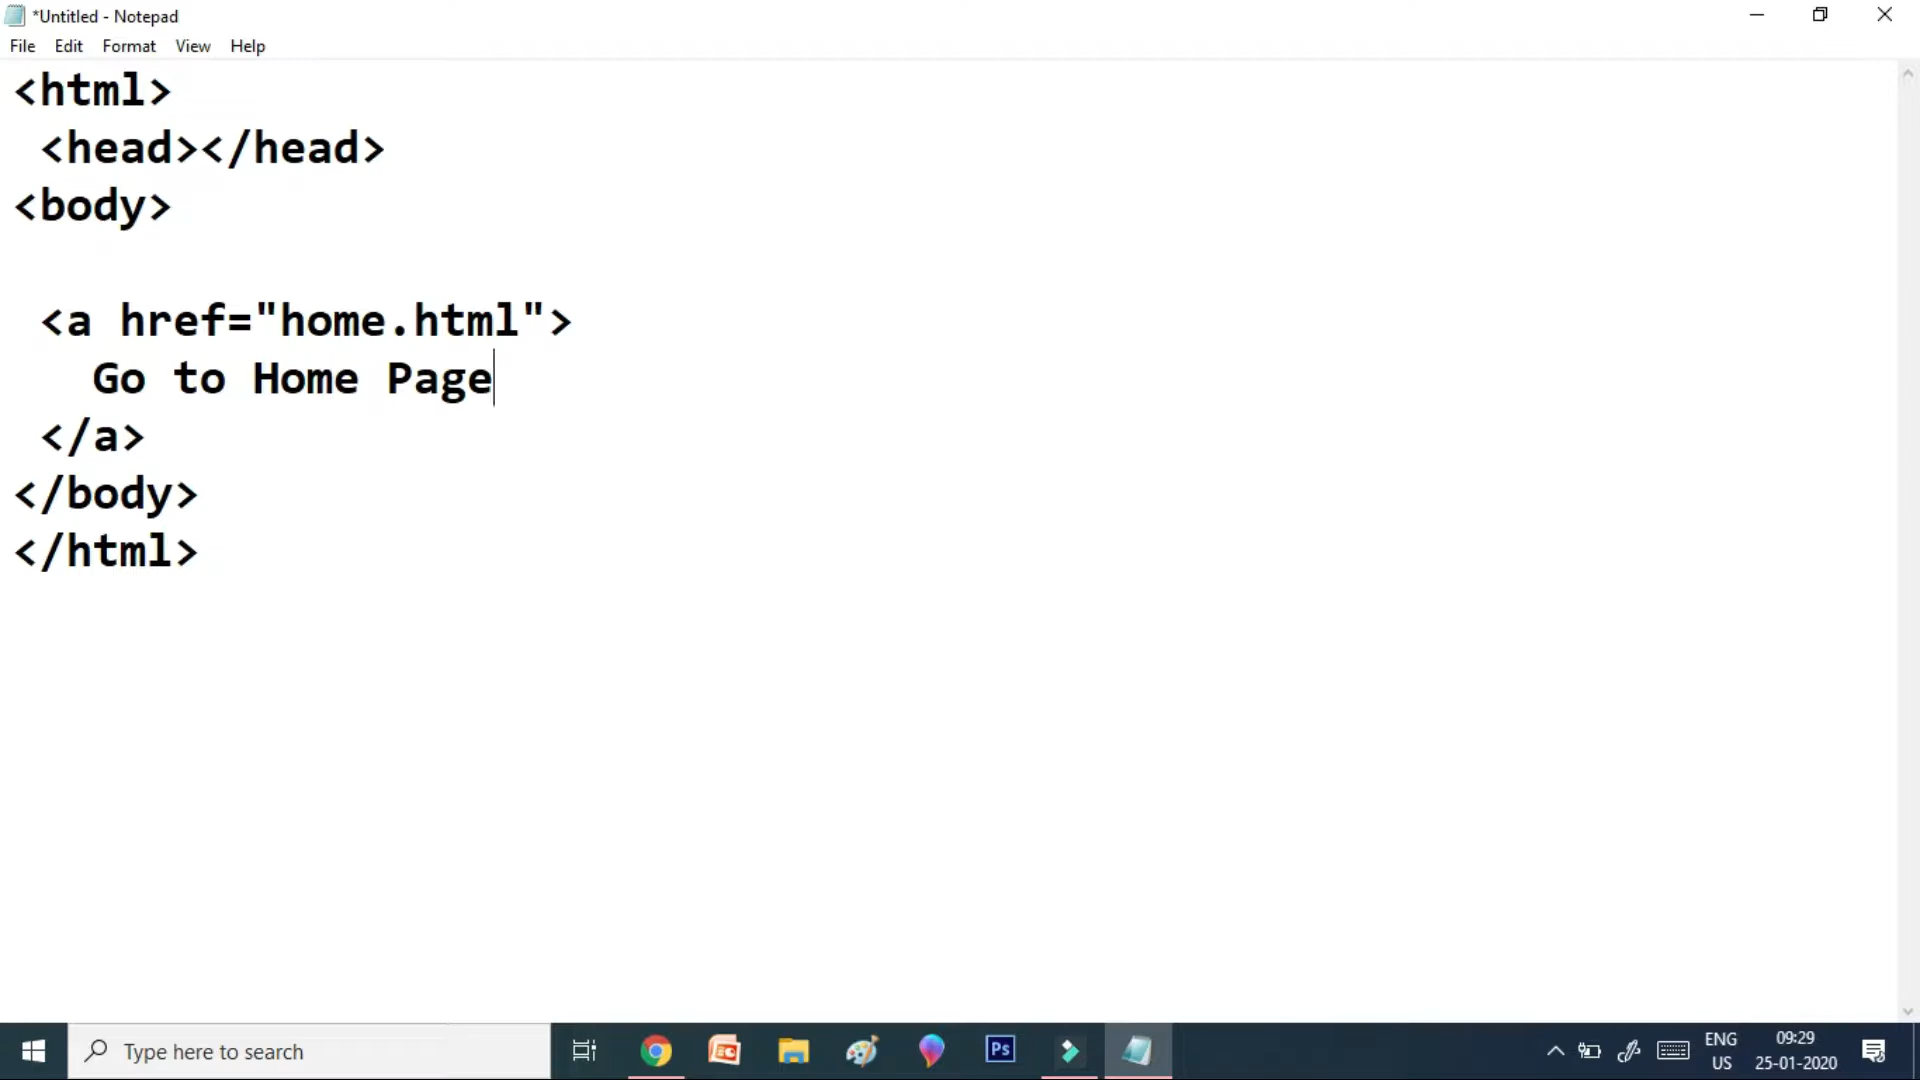 *Untitled - Notepad
File Edit Format View Help
<html>
 <head></head>
<body>

 <a href="home.html">
   Go to Home Page
 </a>
</body>
</html>
Type here to search
Ps
ENG
US
09:29
25-01-2020